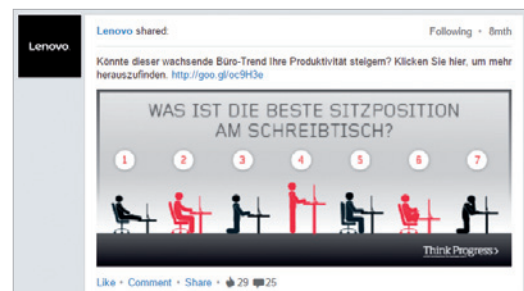 Lenovo
Lenovo shared:
Following • 8mth
Könnte dieser wachsende Büro-Trend Ihre Produktivität steigern? Klicken Sie hier, um mehr
herauszufinden. http://goo.gl/oc9H3e
WAS IST DIE BESTE SITZPOSITION
AM SCHREIBTISCH?
1 2 3 4 5 6 7
Think Progress>
Like • Comment • Share • 29 25